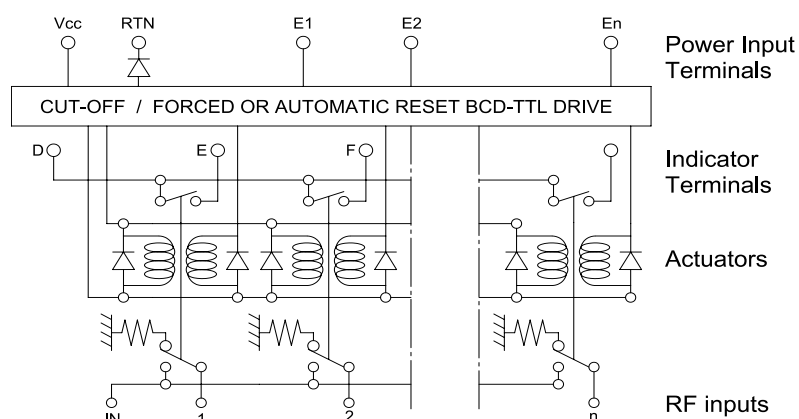 Vcc RTN E1 E2 En
Power Input
Terminals
CUT-OFF / FORCED OR AUTOMATIC RESET BCD-TTL DRIVE
D E F
Indicator
Terminals
Actuators
IN 1 2 n
RF inputs